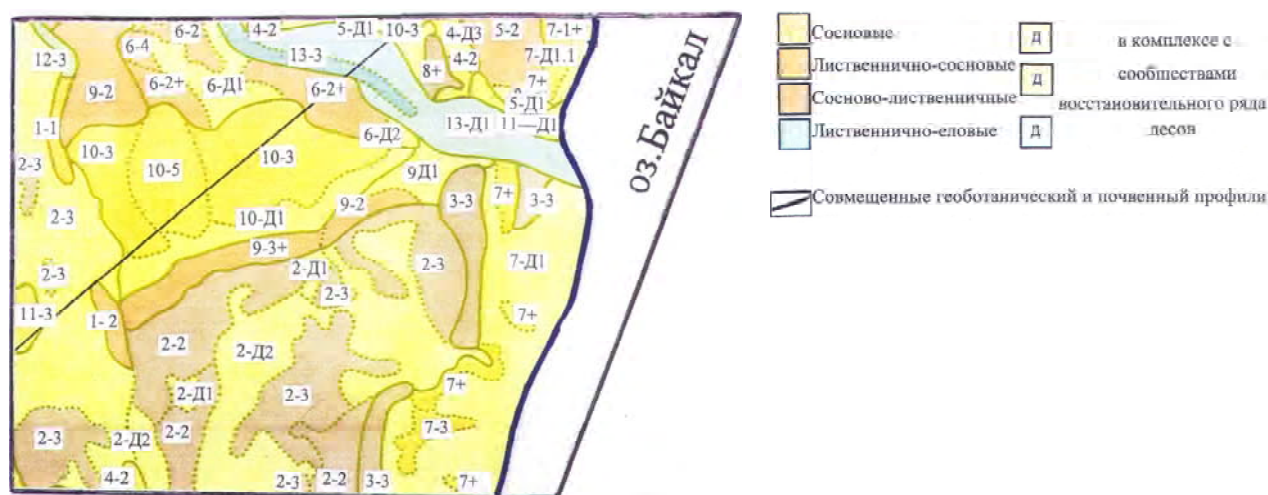 6-2 4-2 5-Д1 10-3 4-Д3 5-2 7-1+
12-3 6-4 13-3 4-2 7-Д1.1
9-2 6-2+ 6-Д1 6-2+ 8+ 7+
5-Д1
1-1 13-Д1 11—Д1
6-Д2
2-3 10-3 10-5 10-3 9Д1
2-3 10-Д1 9-2 3-3 7+ 3-3
9-3+
2-3 2-Д1 2-3 7-Д1
2-3
11-3 1-2 7+
2-2 2-Д2
2-Д1 2-3 7+
2-3 2-Д2 2-2 7-3
4-2 2-3 2-2 3-3 7+
оз.Байкал
Сосновые
Лиственнично-сосновые
Сосново-лиственничные
Лиственнично-еловые
Д в комплексе с
Д сообществами
восстановительного ряда
Д лесов
Совмещенные геоботанический и почвенный профили